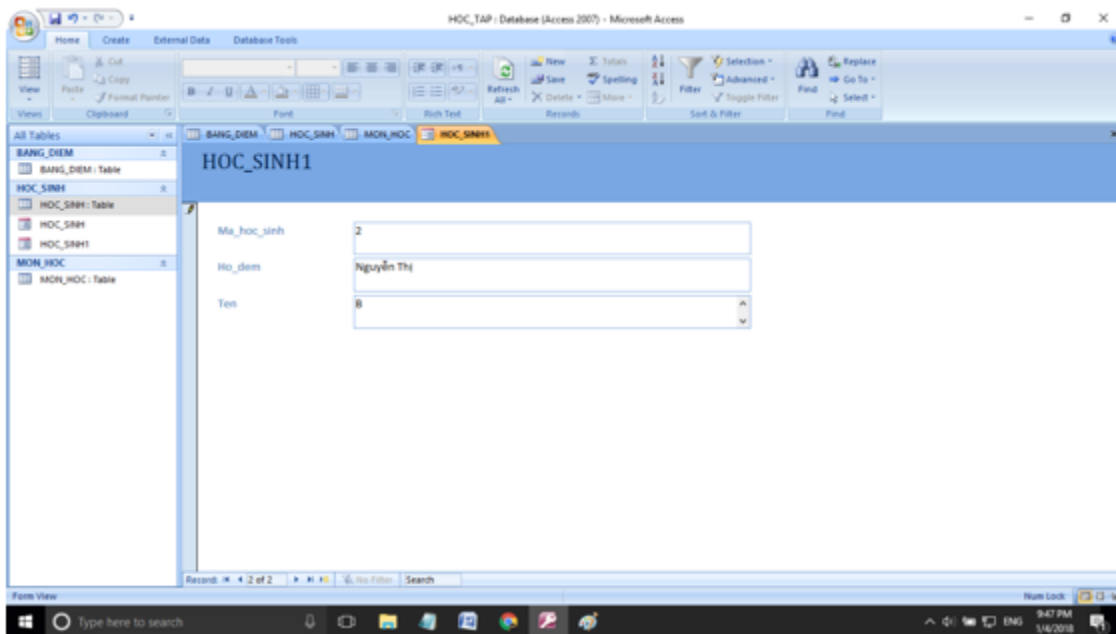 HOC_TAP : Database (Access 2007) - Microsoft Access
Home Create External Data Database Tools
View Paste Cut Copy Format Painter Refresh All New Save Delete Totals Spelling More Filter Selection Advanced Toggle Filter Find Replace Go To Select
Views Clipboard Font Rich Text Records Sort & Filter Find
All Tables
BANG_DIEM HOC_SINH MON_HOC HOC_SINH1
BANG_DIEM
BANG_DIEM : Table
HOC_SINH
HOC_SINH : Table
HOC_SINH
HOC_SINH1
MON_HOC
MON_HOC : Table
HOC_SINH1
Ma_hoc_sinh 2
Ho_dem Nguyễn Thị
Ten B
Record: 2 of 2 No Filter Search
Form View Num Lock
Type here to search ENG 9:47 PM
1/4/2018